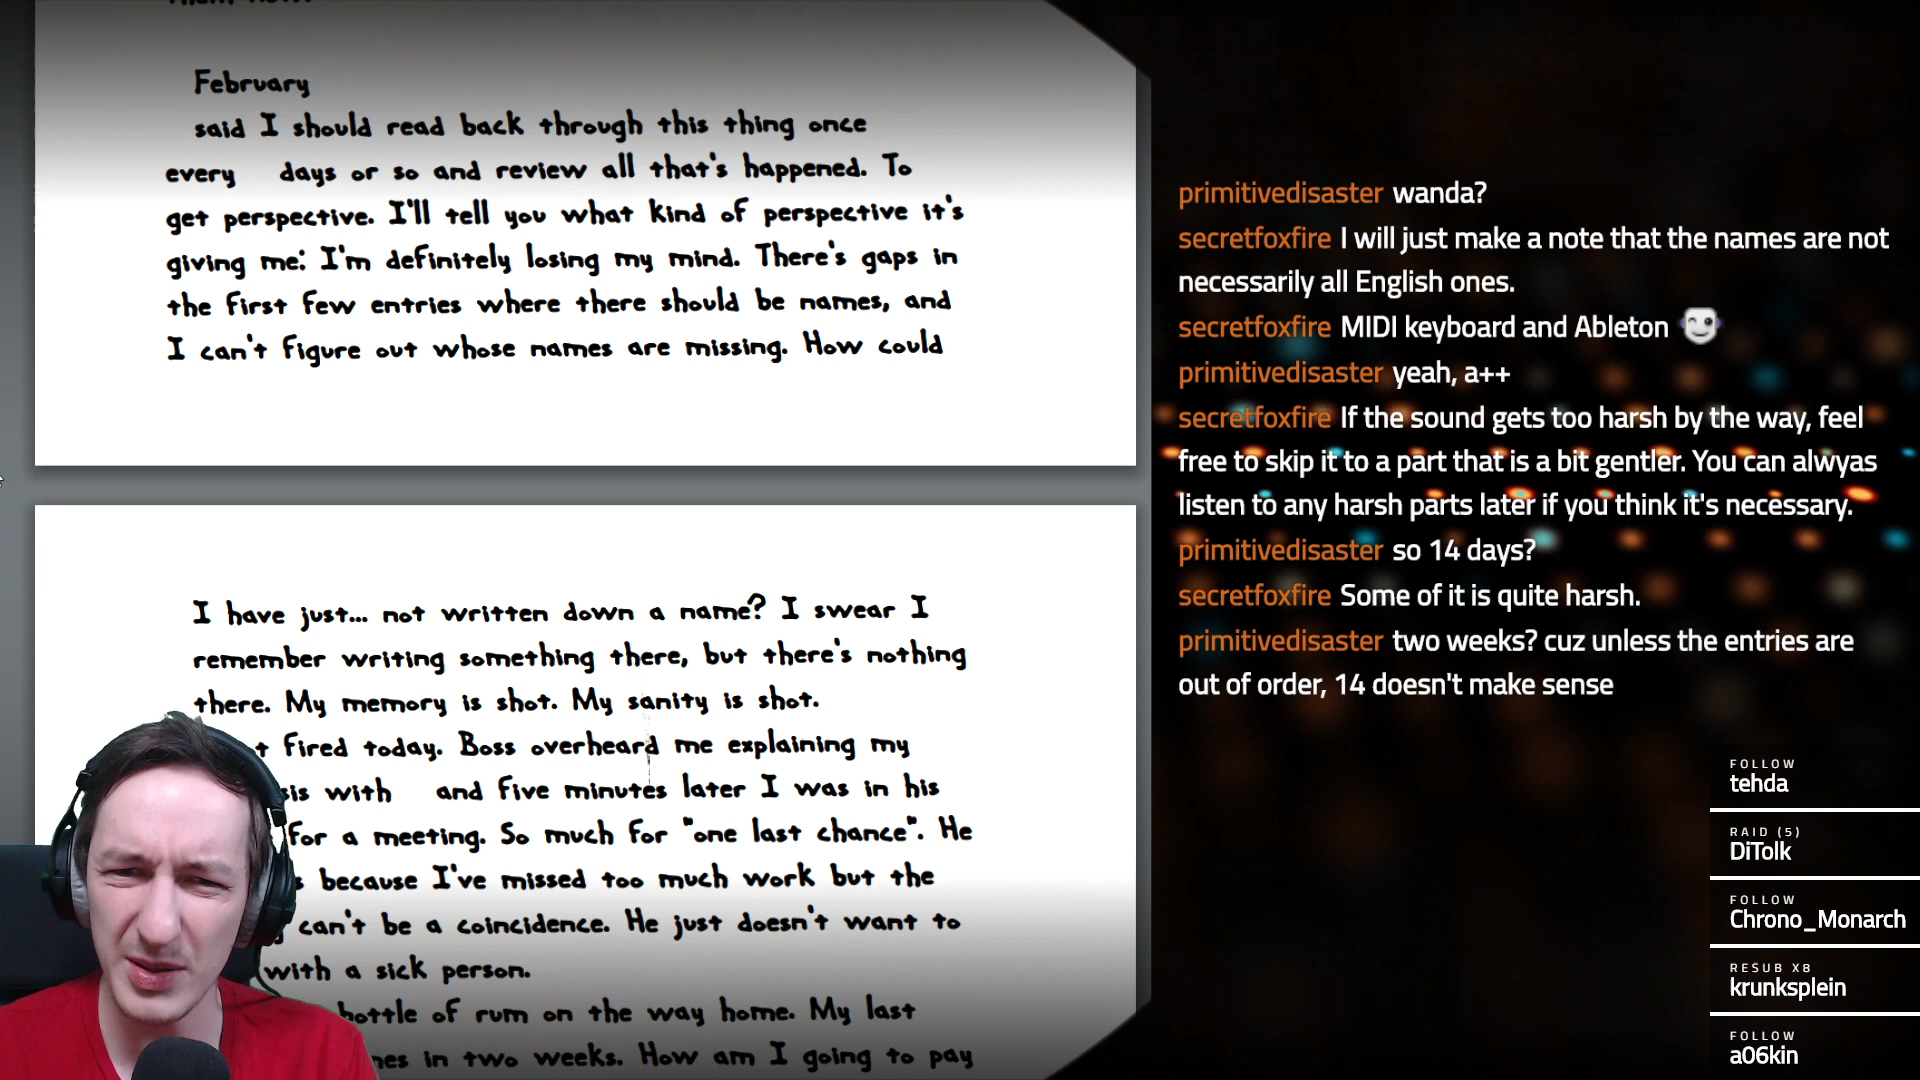 February
said I should read back through this thing once
every days or so and review all that's happened. To
get perspective. I'll tell you what kind of perspective it's
giving me: I'm definitely losing my mind. There's gaps in
the first few entries where there should be names, and
I can't figure out whose names are missing. How could
I have just... not written down a name? I swear I
remember writing something there, but there's nothing
there. My memory is shot. My sanity is shot.
fired today. Boss overheard me explaining my
with and five minutes later I was in his
for a meeting. So much for "one last chance". He
because I've missed too much work but the
can't be a coincidence. He just doesn't want to
with a sick person.
bottle of rum on the way home. My last
in two weeks. How am I going to pay
primitivedisaster wanda?
secretfoxfire I will just make a note that the names are not
necessarily all English ones.
secretfoxfire MIDI keyboard and Ableton
primitivedisaster yeah, a++
secretfoxfire If the sound gets too harsh by the way, feel
free to skip it to a part that is a bit gentler. You can alwyas
listen to any harsh parts later if you think it's necessary.
primitivedisaster so 14 days?
secretfoxfire Some of it is quite harsh.
primitivedisaster two weeks? cuz unless the entries are
out of order, 14 doesn't make sense
FOLLOW
tehda
RAID (5)
DiTolk
FOLLOW
Chrono_Monarch
RESUB X8
krunksplein
FOLLOW
a06kin